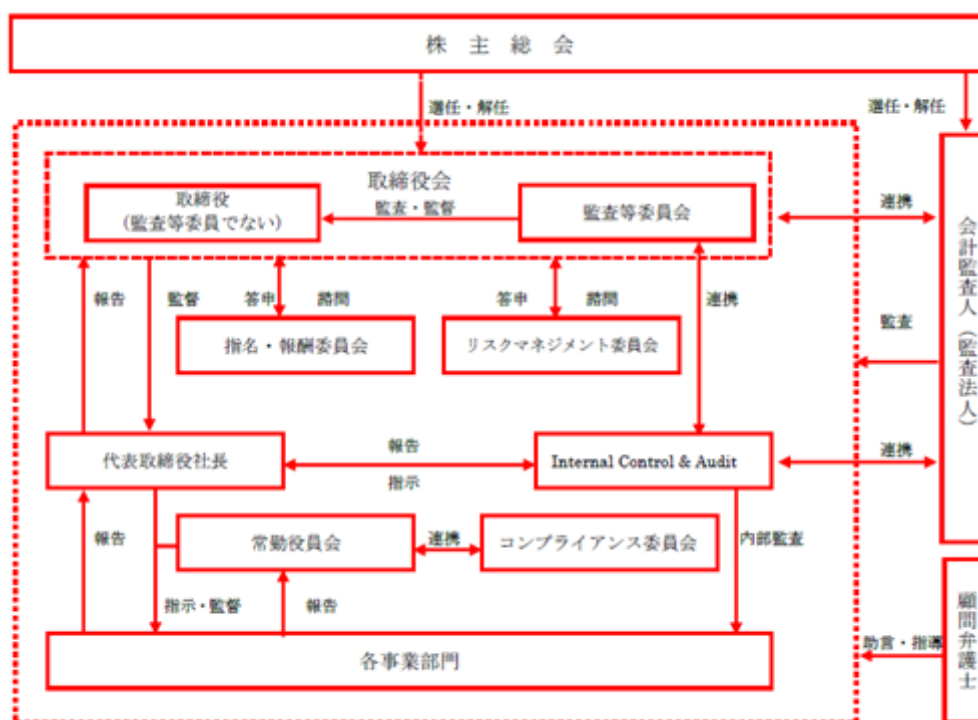 株 主 総 会
選任・解任
選任・解任
取締役会
取締役
(監査等委員でない)
監査・監督
監査等委員会
連携
会計監査人(監査法人)
報告
監督
答申
諮問
答申
諮問
連携
監査
指名・報酬委員会
リスクマネジメント委員会
代表取締役社長
報告
指示
Internal Control & Audit
連携
報告
常勤役員会
連携
コンプライアンス委員会
内部監査
指示・監督
報告
各事業部門
助言・指導
顧問弁護士